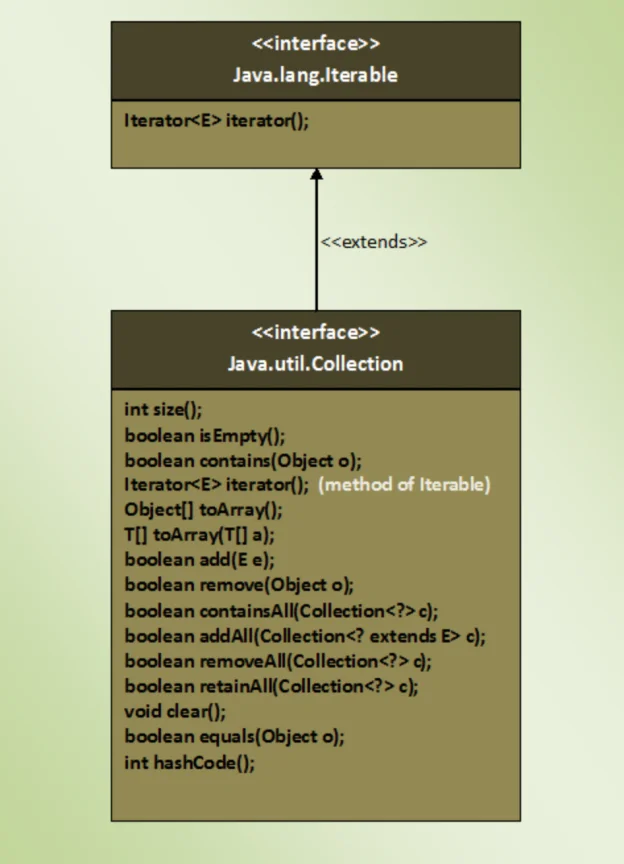 <<interface>>
Java.lang.Iterable
Iterator<E> iterator();
<<extends>>
<<interface>>
Java.util.Collection
int size();
boolean isEmpty();
boolean contains(Object o);
Iterator<E> iterator();  (method of Iterable)
Object[] toArray();
T[] toArray(T[] a);
boolean add(E e);
boolean remove(Object o);
boolean containsAll(Collection<?> c);
boolean addAll(Collection<? extends E> c);
boolean removeAll(Collection<?> c);
boolean retainAll(Collection<?> c);
void clear();
boolean equals(Object o);
int hashCode();